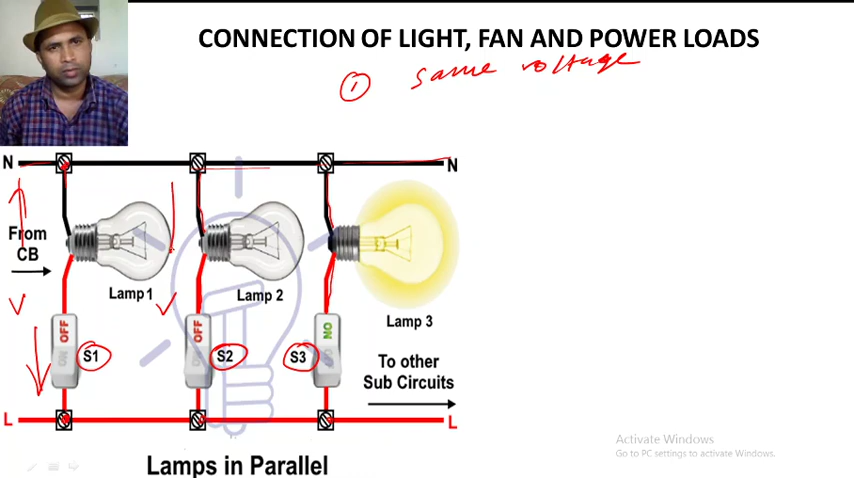 CONNECTION OF LIGHT, FAN AND POWER LOADS
① same voltage
N
N
From
CB
V
V
Lamp 1
Lamp 2
Lamp 3
OFF
S1
OFF
S2
S3
ON
To other
Sub Circuits
L
L
Lamps in Parallel
Activate Windows
Go to PC settings to activate Windows.